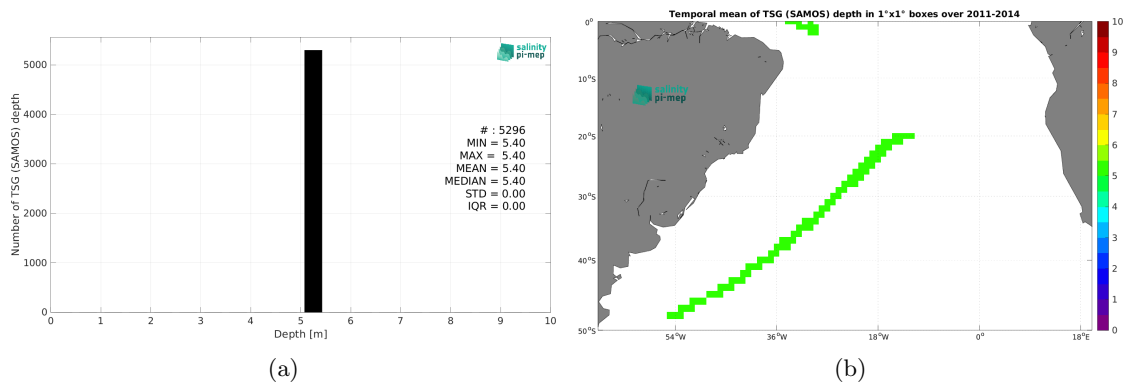 salinity
pi-mep
Number of TSG (SAMOS) depth
5000
4000
3000
2000
1000
0
# : 5296
MIN = 5.40
MAX = 5.40
MEAN = 5.40
MEDIAN = 5.40
STD = 0.00
IQR = 0.00
0 1 2 3 4 5 6 7 8 9 10
Depth [m]
(a)
Temporal mean of TSG (SAMOS) depth in 1°x1° boxes over 2011-2014
salinity
pi-mep
0°
10°S
20°S
30°S
40°S
50°S
54°W 36°W 18°W 0° 18°E
10
9
8
7
6
5
4
3
2
1
0
(b)